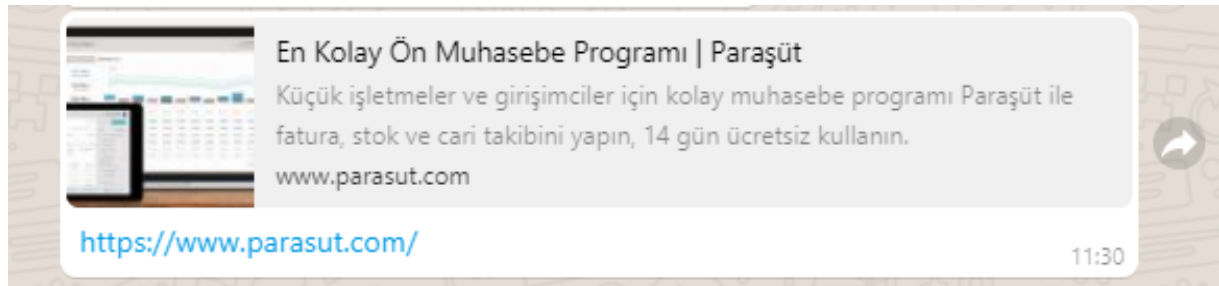 En Kolay Ön Muhasebe Programı | Paraşüt
Küçük işletmeler ve girişimciler için kolay muhasebe programı Paraşüt ile
fatura, stok ve cari takibini yapın, 14 gün ücretsiz kullanın.
www.parasut.com
https://www.parasut.com/
11:30